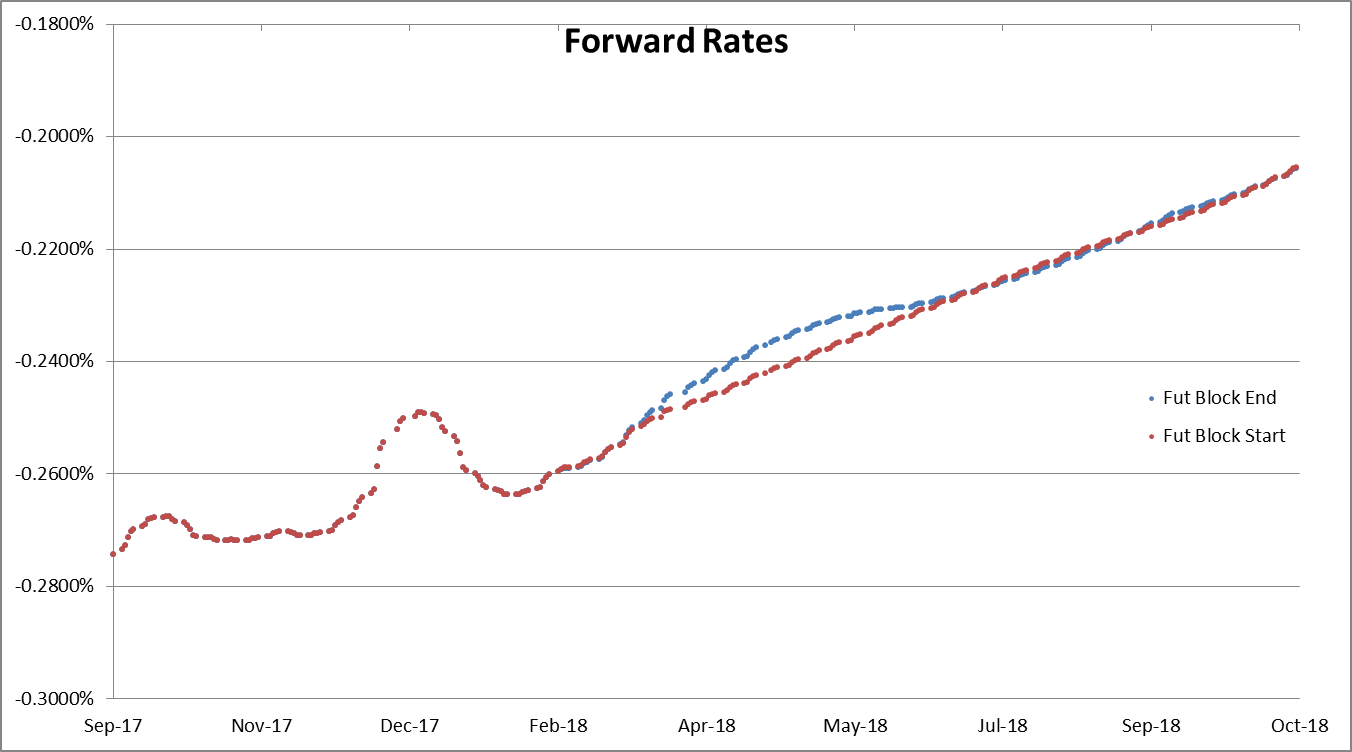 Forward Rates
-0.1800%
-0.2000%
-0.2200%
-0.2400%
-0.2600%
-0.2800%
-0.3000%
Sep-17 Nov-17 Dec-17 Feb-18 Apr-18 May-18 Jul-18 Sep-18 Oct-18
Fut Block End
Fut Block Start